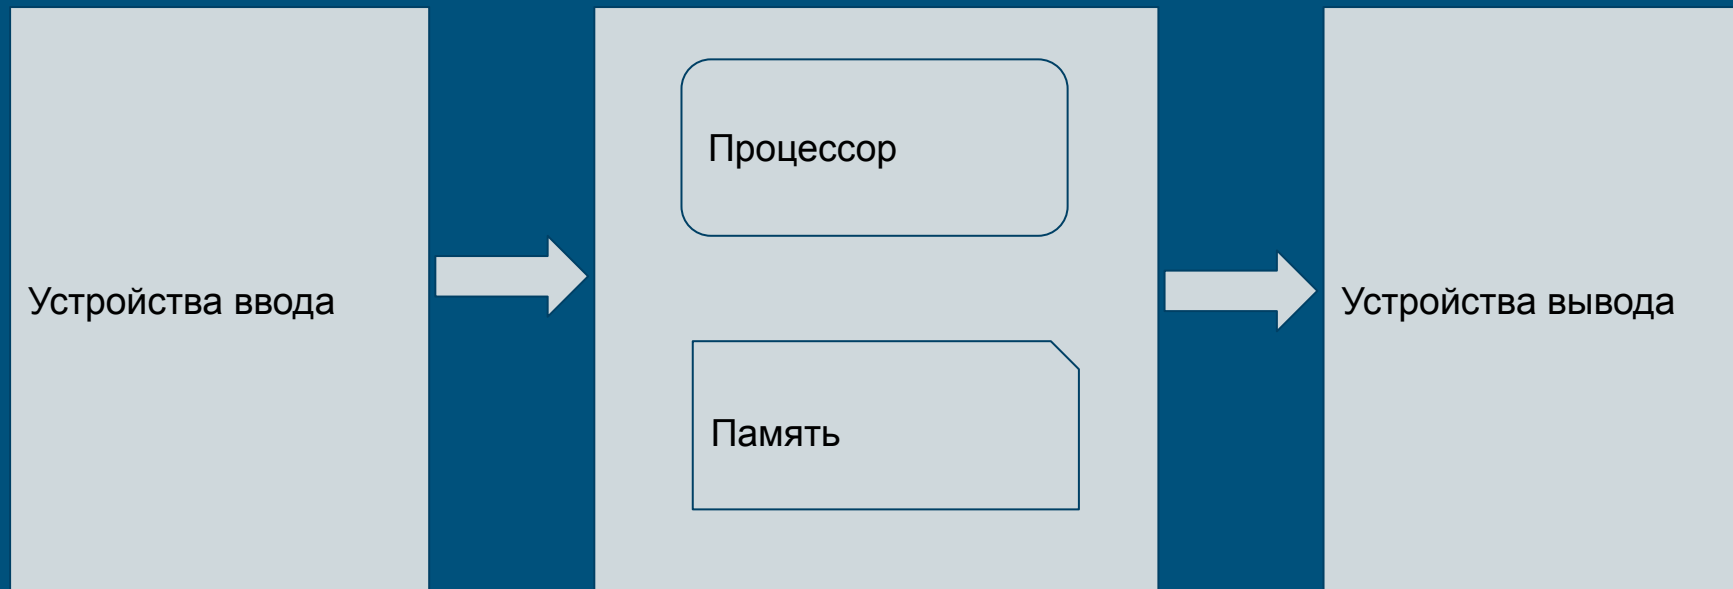 Устройства ввода
Процессор
Память
Устройства вывода